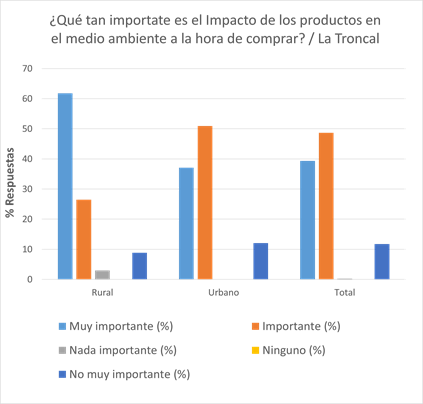 ¿Qué tan importate es el Impacto de los productos en
el medio ambiente a la hora de comprar? / La Troncal
70
60
50
40
30
20
10
0
% Respuestas
Rural
Urbano
Total
Muy importante (%)
Importante (%)
Nada importante (%)
Ninguno (%)
No muy importante (%)